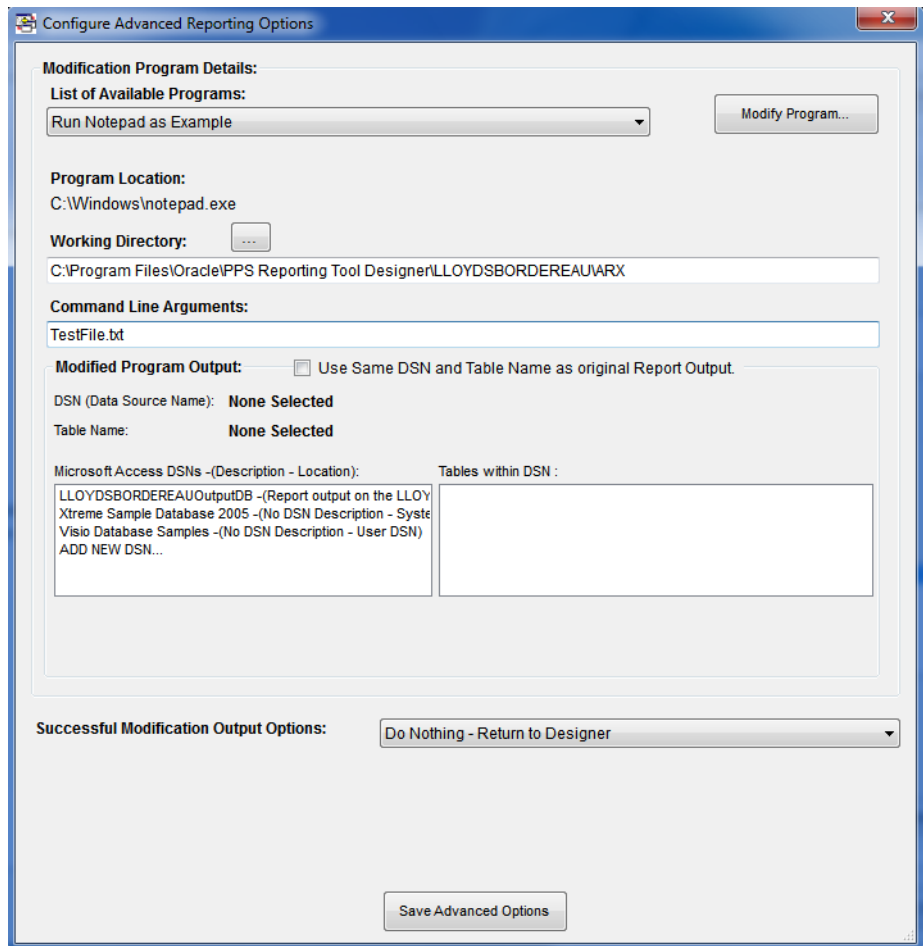 Configure Advanced Reporting Options
Modification Program Details:
List of Available Programs:
Run Notepad as Example
Modify Program...
Program Location:
C:\Windows\notepad.exe
Working Directory:
...
C:\Program Files\Oracle\PPS Reporting Tool Designer\LLOYDSBORDEREAU\ARX
Command Line Arguments:
TestFile.txt
Modified Program Output:
Use Same DSN and Table Name as original Report Output.
DSN (Data Source Name): None Selected
Table Name: None Selected
Microsoft Access DSNs -(Description - Location):
Tables within DSN :
LLOYDSBORDEREAUOutputDB -(Report output on the LLOY
Xtreme Sample Database 2005 -(No DSN Description - Syste
Visio Database Samples -(No DSN Description - User DSN)
ADD NEW DSN...
Successful Modification Output Options:
Do Nothing - Return to Designer
Save Advanced Options